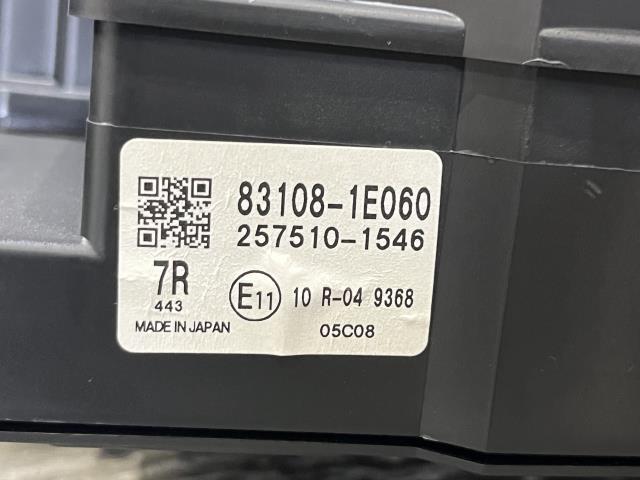 83108-1E060
257510-1546
7R
443
E11 10 R-04 9368
MADE IN JAPAN
05C08